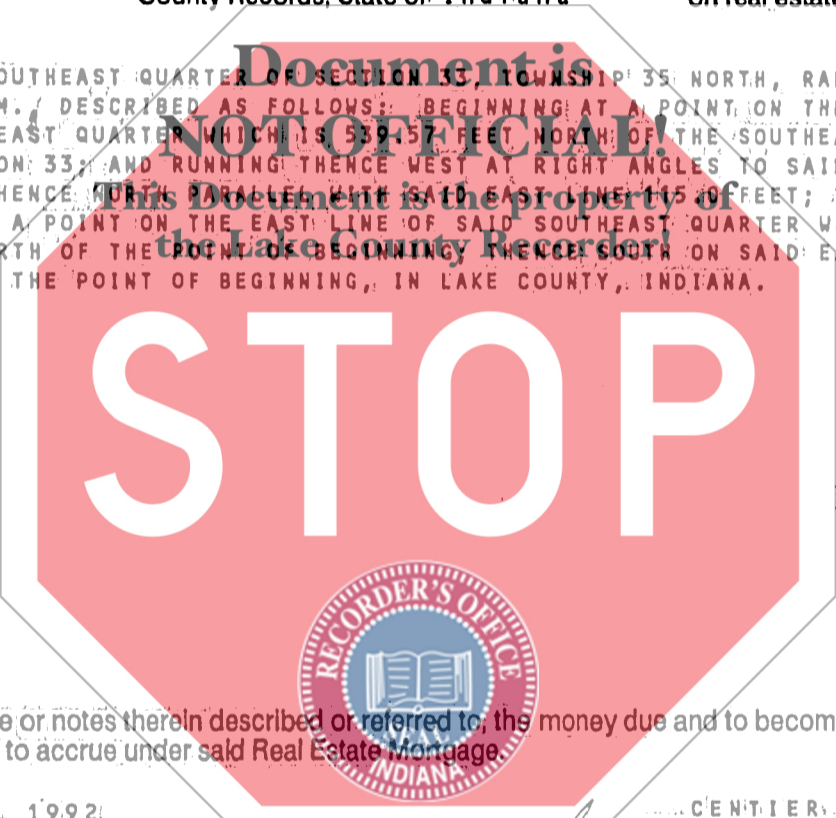 County Records, State of Indiana on real estate
Document is
OUTHEAST QUARTER OF SECTION 33, TOWNSHIP 35 NORTH, RA
M., DESCRIBED AS FOLLOWS: BEGINNING AT A POINT ON TH
NOT OFFICIAL!
EAST QUARTER WHICH IS 539.57 FEET NORTH OF THE SOUTHE
ON 33; AND RUNNING THENCE WEST AT RIGHT ANGLES TO SAI
This Document is the property of
HENCE NORTH PARALLEL WITH SAID EAST LINE FEET;
A POINT ON THE EAST LINE OF SAID SOUTHEAST QUARTER W
the Lake County Recorder!
RTH OF THE POINT OF BEGINNING; THENCE SOUTH ON SAID E
THE POINT OF BEGINNING, IN LAKE COUNTY, INDIANA.
STOP
RECORDER'S OFFICE
SEAL
INDIANA
e or notes therein described or referred to, the money due and to becom
to accrue under said Real Estate Mortgage.
1992 CENTIER